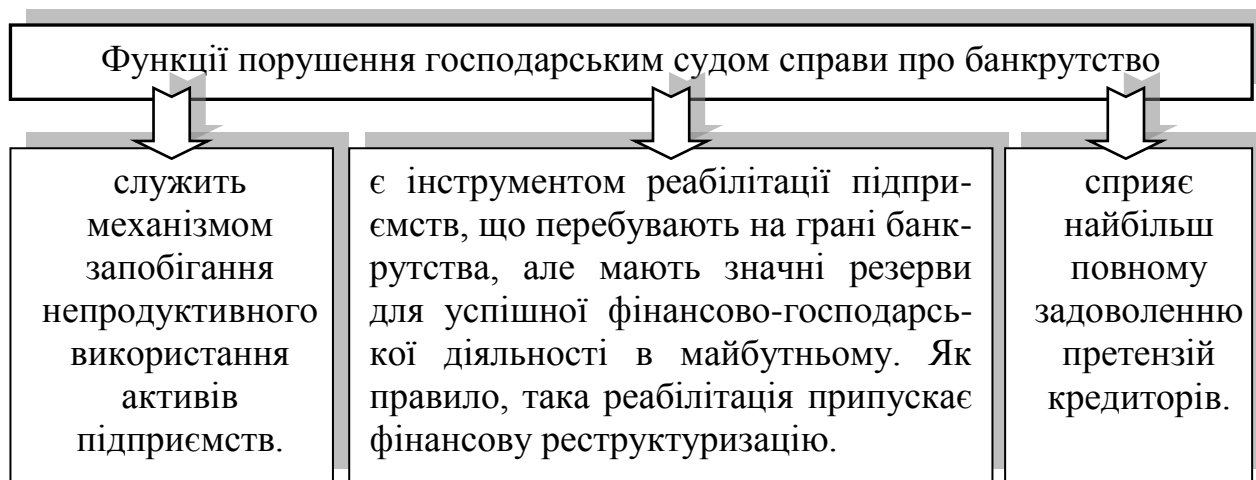 Функції порушення господарським судом справи про банкрутство
служить
механізмом
запобігання
непродуктивного
використання
активів
підприємств.
є інструментом реабілітації підпри-
ємств, що перебувають на грані банк-
рутства, але мають значні резерви
для успішної фінансово-господарсь-
кої діяльності в майбутньому. Як
правило, така реабілітація припускає
фінансову реструктуризацію.
сприяє
найбільш
повному
задоволенню
претензій
кредиторів.